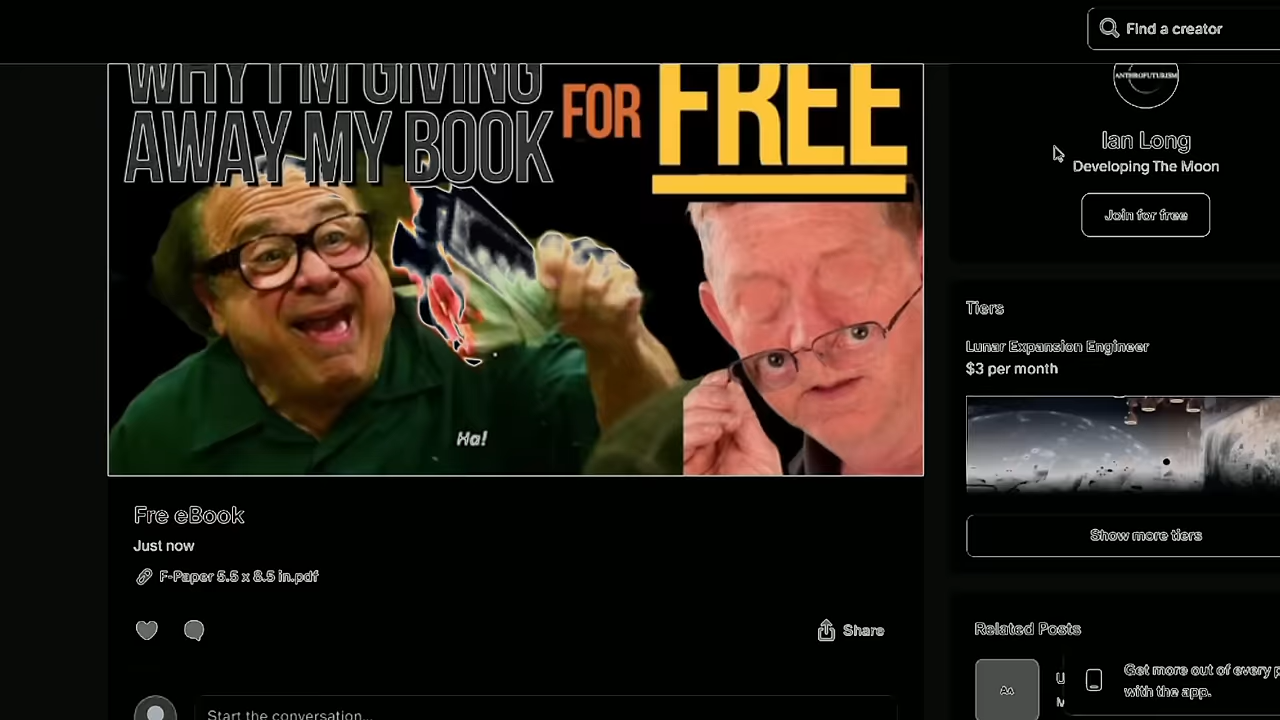 Find a creator
WHY I'M GIVING
AWAY MY BOOK
FOR
FREE
Ha!
ANTHROFUTURISM
Ian Long
Developing The Moon
Join for free
Tiers
Lunar Expansion Engineer
$3 per month
Show more tiers
Fre eBook
Just now
F-Paper 5.5 x 8.5 in.pdf
Share
Start the conversation...
Related Posts
Aa
U
M
Get more out of every p
with the app.